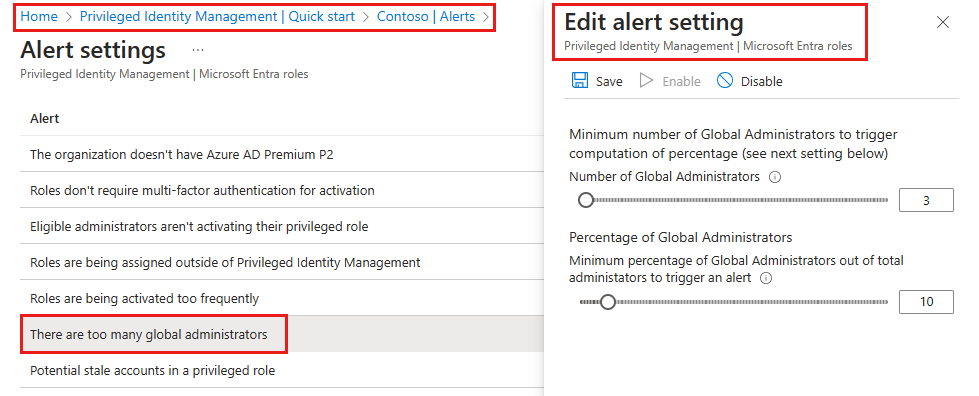 Home > Privileged Identity Management | Quick start > Contoso | Alerts >
Alert settings ...
Privileged Identity Management | Microsoft Entra roles
Alert
The organization doesn't have Azure AD Premium P2
Roles don't require multi-factor authentication for activation
Eligible administrators aren't activating their privileged role
Roles are being assigned outside of Privileged Identity Management
Roles are being activated too frequently
There are too many global administrators
Potential stale accounts in a privileged role
Edit alert setting
Privileged Identity Management | Microsoft Entra roles
Save Enable Disable
Minimum number of Global Administrators to trigger
computation of percentage (see next setting below)
Number of Global Administrators
3
Percentage of Global Administrators
Minimum percentage of Global Administrators out of total
administators to trigger an alert
10